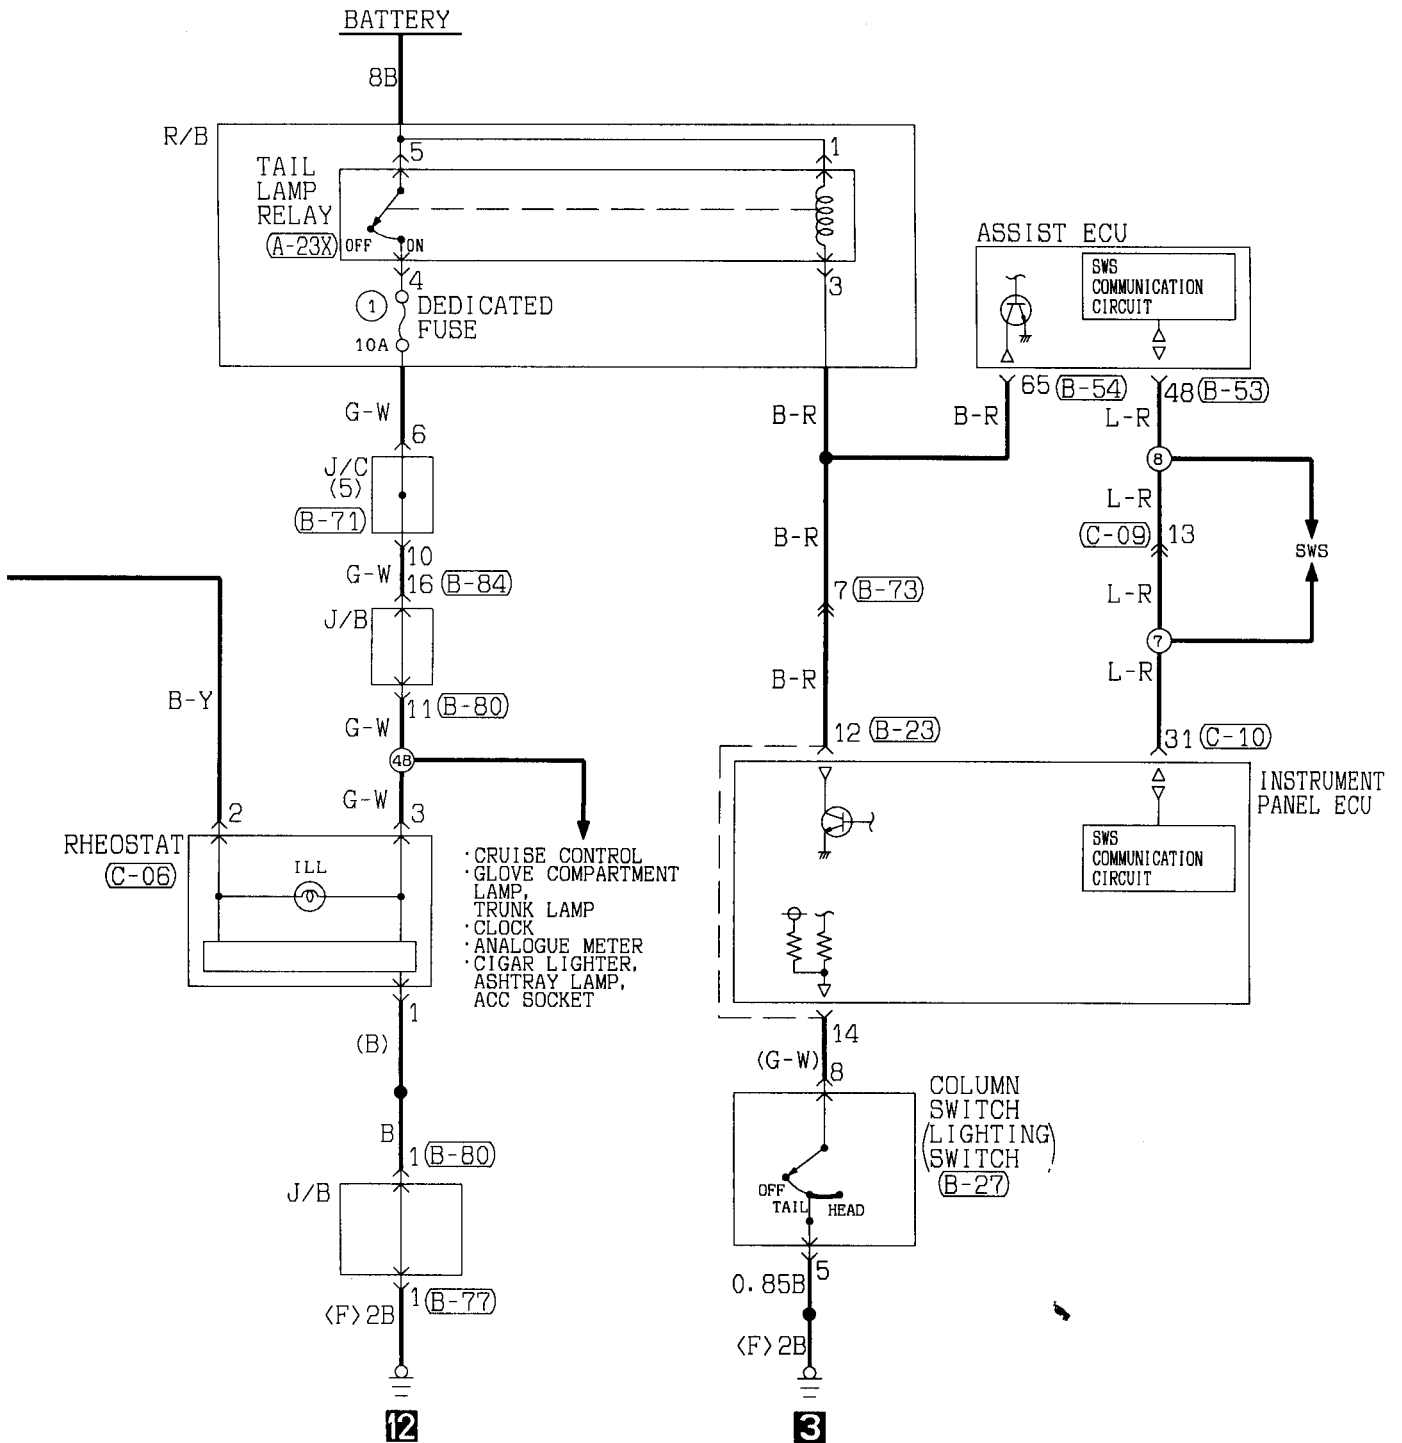 BATTERY
8B
R/B
5
1
TAIL
LAMP
RELAY
(A-23X)
OFF
ON
4
3
1
DEDICATED
FUSE
10A
ASSIST ECU
SWS
COMMUNICATION
CIRCUIT
65 (B-54)
48 (B-53)
G-W
B-R
B-R
L-R
6
J/C
(5)
(B-71)
8
L-R
10
B-R
(C-09)
13
SWS
G-W
16 (B-84)
7 (B-73)
L-R
J/B
7
B-R
L-R
B-Y
11 (B-80)
G-W
12 (B-23)
31 (C-10)
48
G-W
2
3
INSTRUMENT
PANEL ECU
RHEOSTAT
(C-06)
ILL
SWS
COMMUNICATION
CIRCUIT
·CRUISE CONTROL
·GLOVE COMPARTMENT
LAMP,
TRUNK LAMP
·CLOCK
·ANALOGUE METER
·CIGAR LIGHTER,
ASHTRAY LAMP,
ACC SOCKET
1
(B)
14
(G-W)
8
COLUMN
SWITCH
(LIGHTING
SWITCH)
(B-27)
B
1 (B-80)
J/B
OFF
TAIL
HEAD
5
0.85B
1 (B-77)
<F>2B
<F>2B
12
3